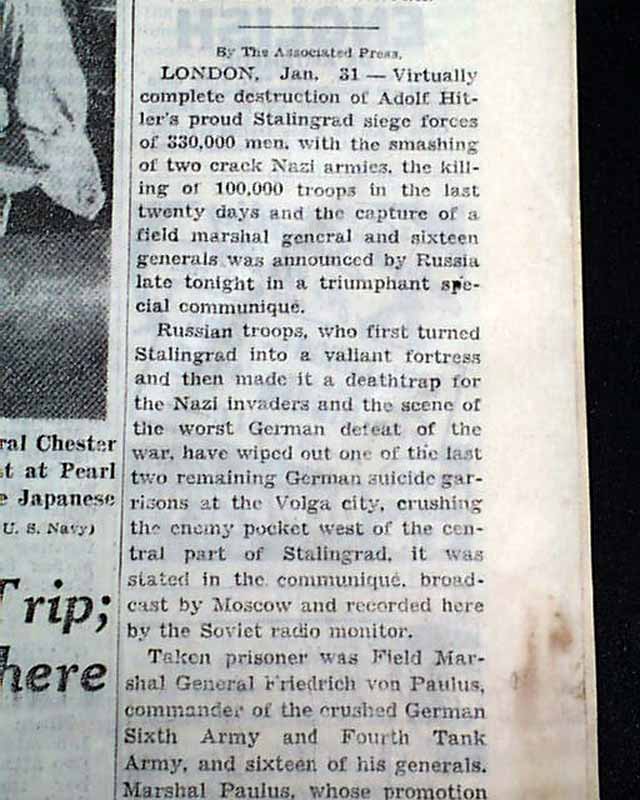 By The Associated Press.
LONDON, Jan. 31 — Virtually
complete destruction of Adolf Hit-
ler's proud Stalingrad siege forces
of 330,000 men, with the smashing
of two crack Nazi armies, the kill-
ing of 100,000 troops in the last
twenty days and the capture of a
field marshal general and sixteen
generals was announced by Russia
late tonight in a triumphant spe-
cial communique.
Russian troops, who first turned
Stalingrad into a valiant fortress
and then made it a deathtrap for
the Nazi invaders and the scene of
the worst German defeat of the
war, have wiped out one of the last
two remaining German suicide gar-
risons at the Volga city, crushing
the enemy pocket west of the cen-
tral part of Stalingrad, it was
stated in the communiqué, broad-
cast by Moscow and recorded here
by the Soviet radio monitor.
Taken prisoner was Field Mar-
shal General Friedrich von Paulus,
commander of the crushed German
Sixth Army and Fourth Tank
Army, and sixteen of his generals.
Marshal Paulus, whose promotion
ral Chester
t at Pearl
e Japanese
U. S. Navy)
Trip;
here